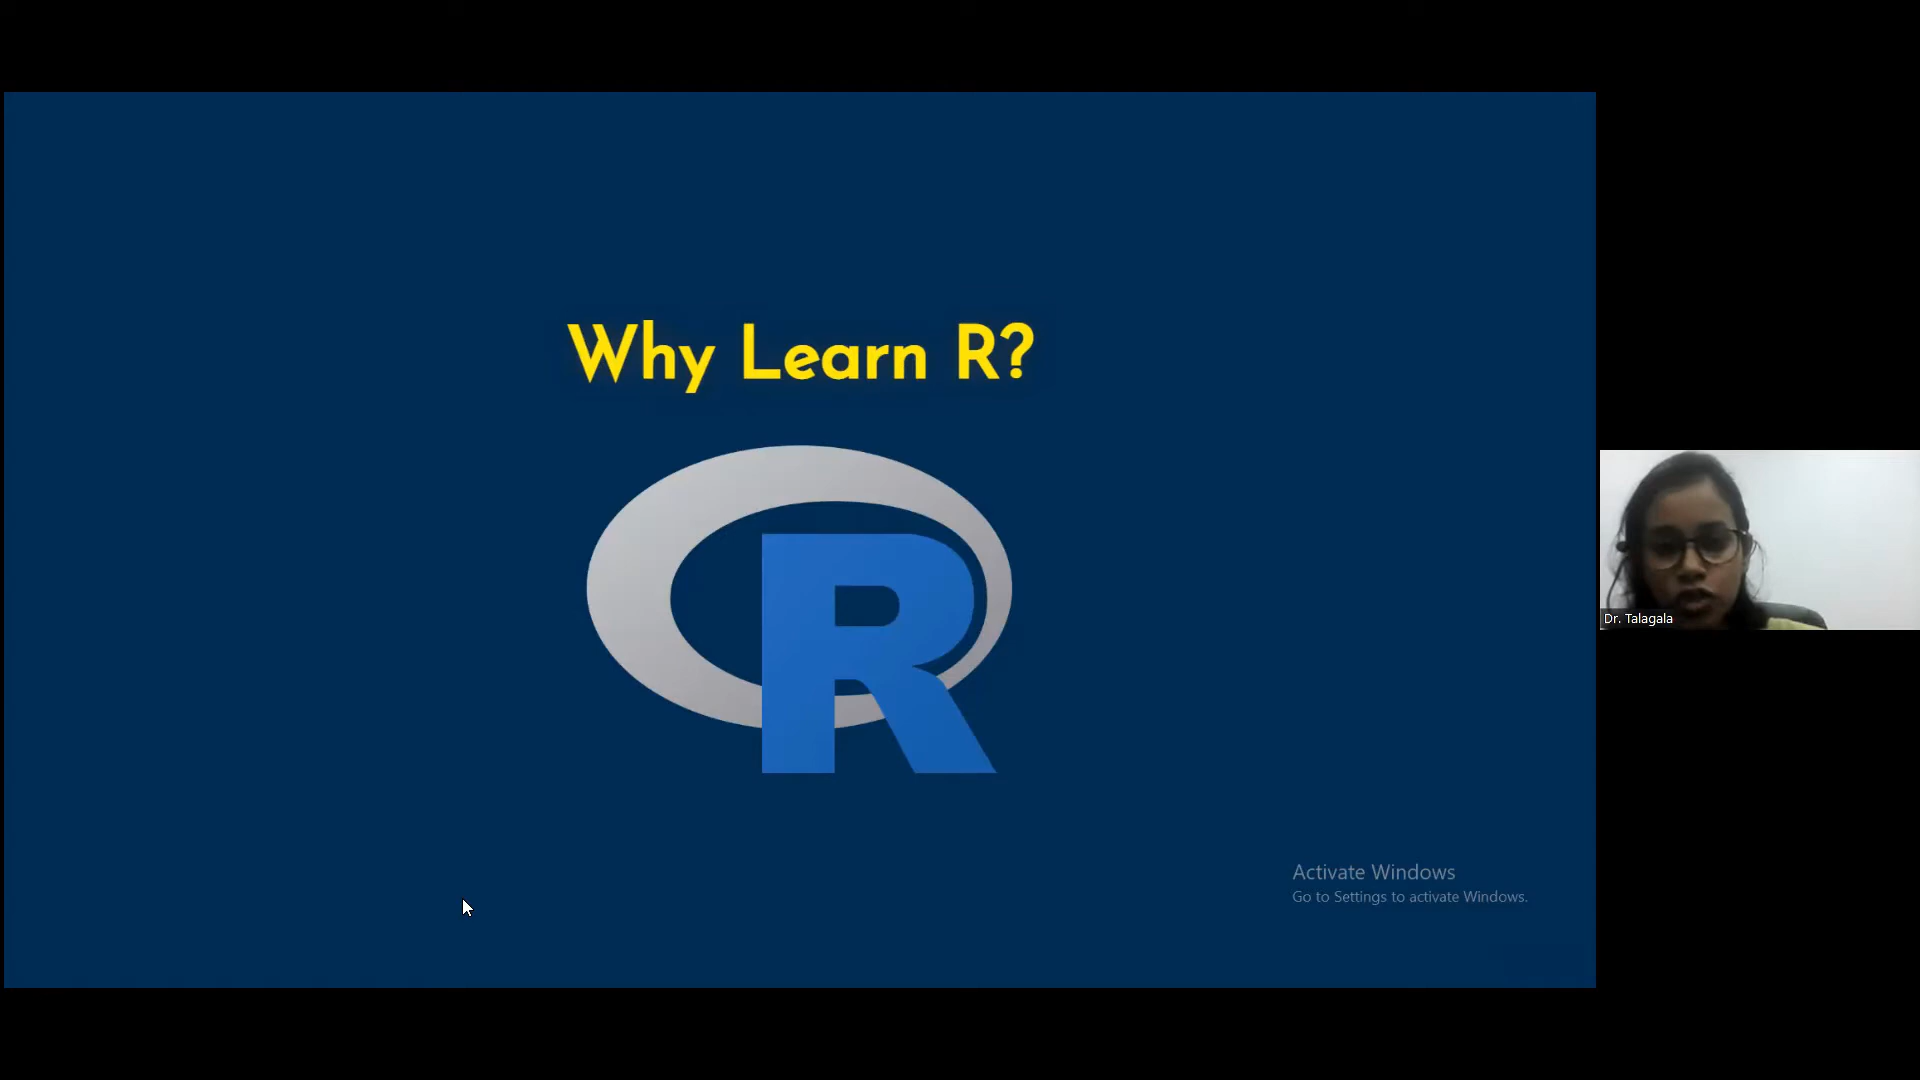 Why Learn R?
R
Activate Windows
Go to Settings to activate Windows.
Dr. Talagala